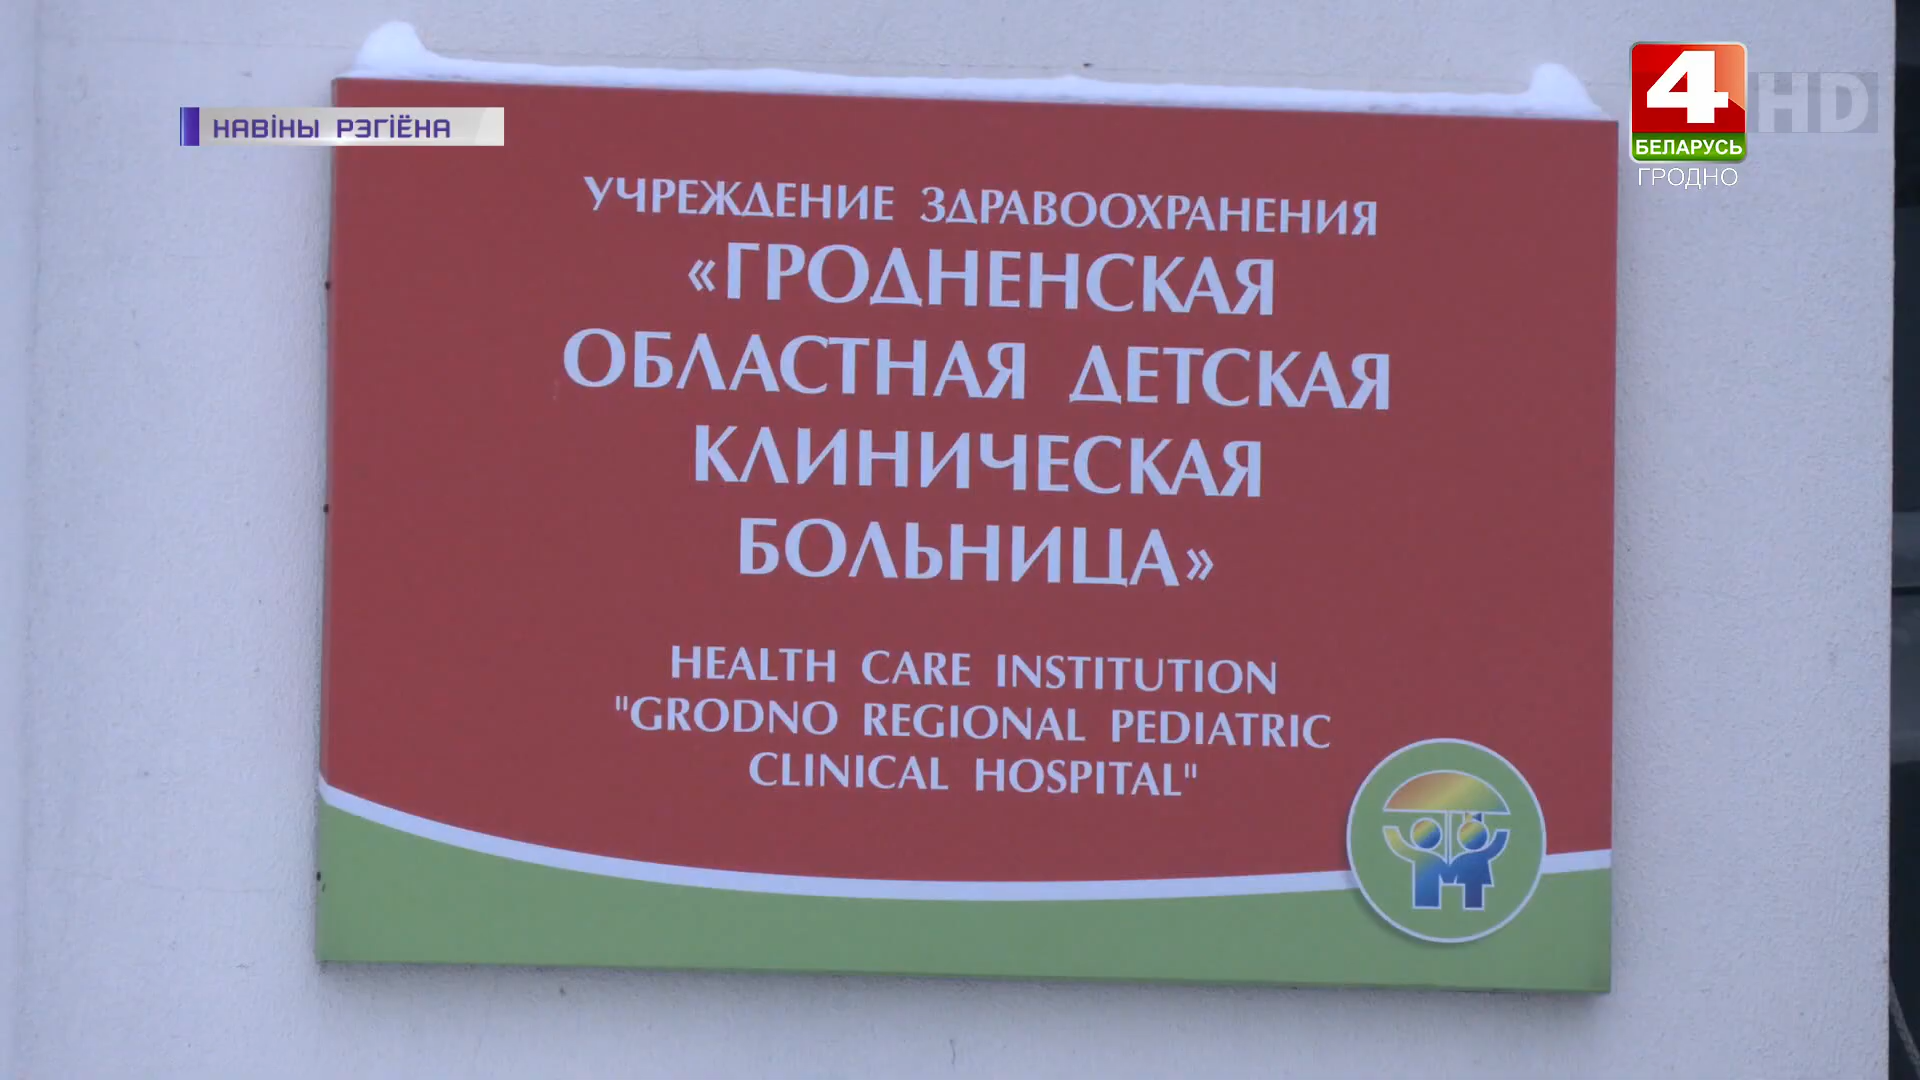 НАВІНЫ РЭГІЁНА
4 HD
БЕЛАРУСЬ
ГРОДНО
УЧРЕЖДЕНИЕ ЗДРАВООХРАНЕНИЯ
«ГРОДНЕНСКАЯ
ОБЛАСТНАЯ ДЕТСКАЯ
КЛИНИЧЕСКАЯ
БОЛЬНИЦА»
HEALTH CARE INSTITUTION
"GRODNO REGIONAL PEDIATRIC
CLINICAL HOSPITAL"